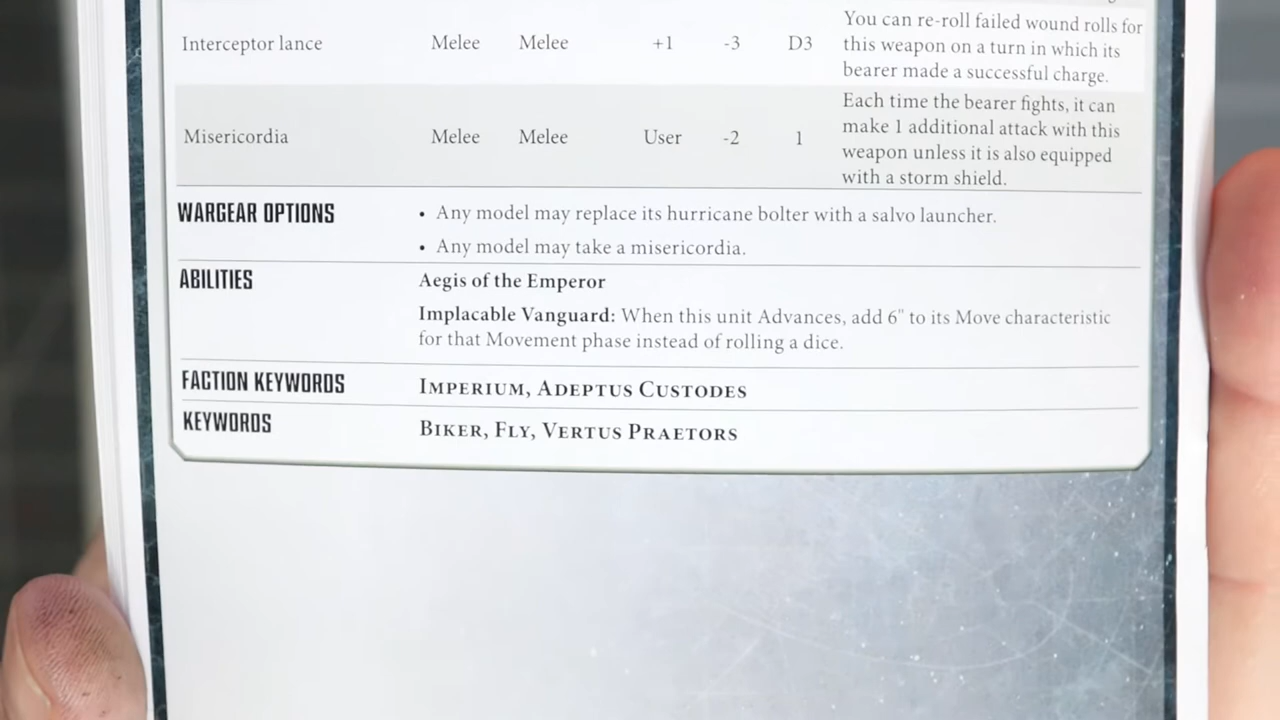 You can re-roll failed wound rolls for
Interceptor lance Melee Melee +1 -3 D3 this weapon on a turn in which its
bearer made a successful charge.
Each time the bearer fights, it can
make 1 additional attack with this
Misericordia Melee Melee User -2 1 weapon unless it is also equipped
with a storm shield.
WARGEAR OPTIONS • Any model may replace its hurricane bolter with a salvo launcher.
• Any model may take a misericordia.
ABILITIES Aegis of the Emperor
Implacable Vanguard: When this unit Advances, add 6" to its Move characteristic
for that Movement phase instead of rolling a dice.
FACTION KEYWORDS IMPERIUM, ADEPTUS CUSTODES
KEYWORDS BIKER, FLY, VERTUS PRAETORS